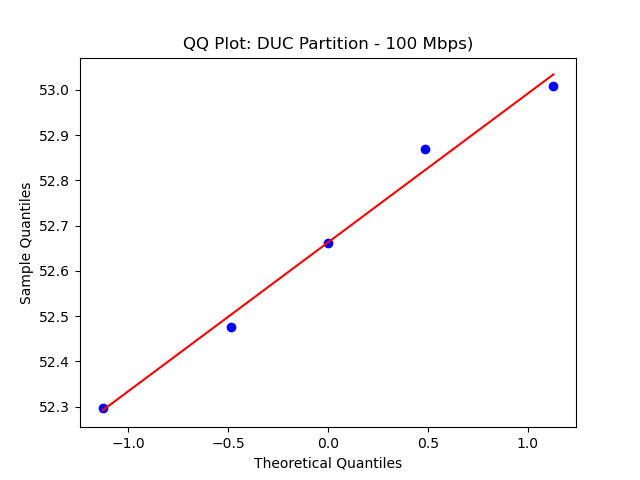 QQ Plot: DUC Partition - 100 Mbps)
53.0
52.9
52.8
52.7
52.6
52.5
52.4
52.3
Sample Quantiles
−1.0 −0.5 0.0 0.5 1.0
Theoretical Quantiles